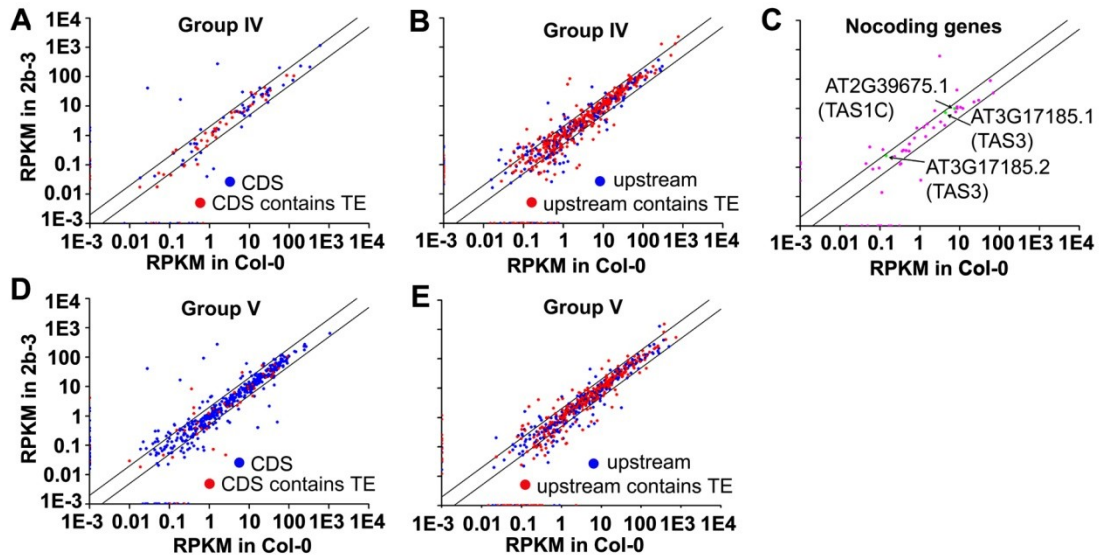 A
Group IV
RPKM in 2b-3
1E4
1E3
100
10
1
0.1
0.01
1E-3
CDS
CDS contains TE
1E-3 0.01 0.1 1 10 100 1E4
RPKM in Col-0
B
Group IV
upstream
upstream contains TE
1E-3 0.01 0.1 1 10 100 1E4
RPKM in Col-0
C
Nocoding genes
AT2G39675.1
(TAS1C)
AT3G17185.1
(TAS3)
AT3G17185.2
(TAS3)
1E-3 0.01 0.1 1 10 100 1E4
RPKM in Col-0
D
Group V
RPKM in 2b-3
1E4
1E3
100
10
1
0.1
0.01
1E-3
CDS
CDS contains TE
1E-3 0.01 0.1 1 10 100 1E4
RPKM in Col-0
E
Group V
upstream
upstream contains TE
1E-3 0.01 0.1 1 10 100 1E4
RPKM in Col-0